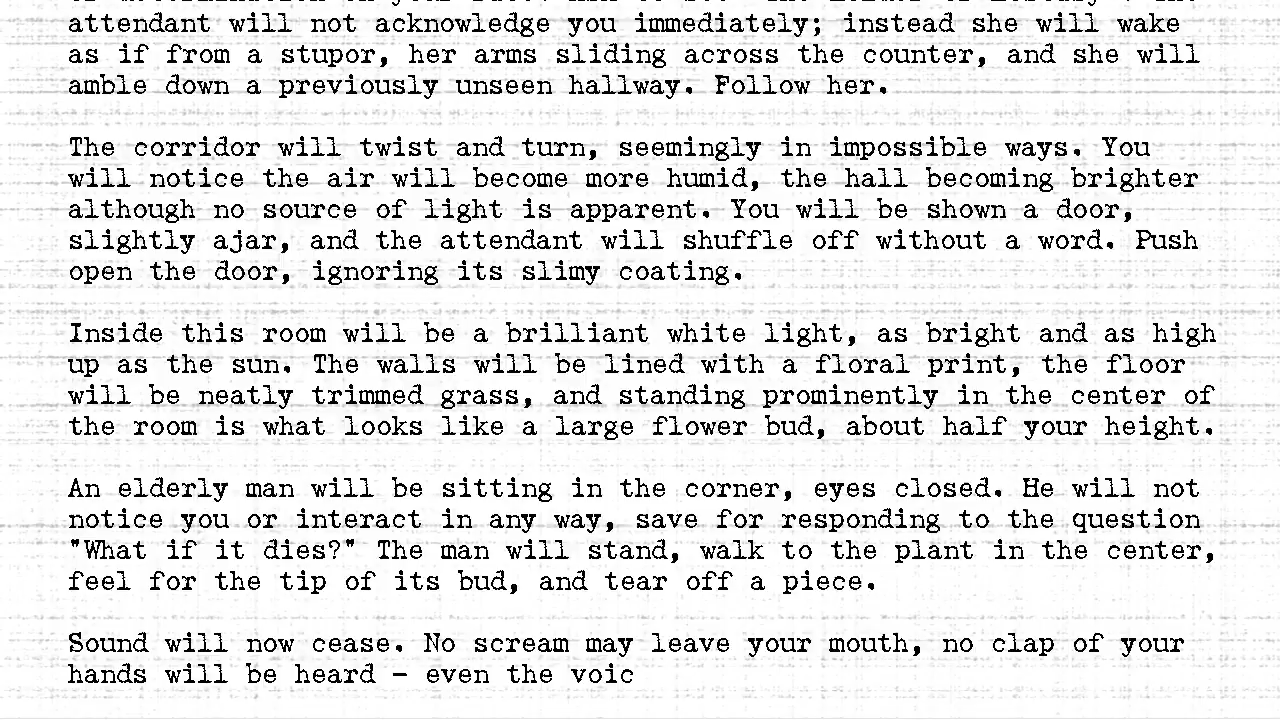 attendant will not acknowledge you immediately; instead she will wake
as if from a stupor, her arms sliding across the counter, and she will
amble down a previously unseen hallway. Follow her.
The corridor will twist and turn, seemingly in impossible ways. You
will notice the air will become more humid, the hall becoming brighter
although no source of light is apparent. You will be shown a door,
slightly ajar, and the attendant will shuffle off without a word. Push
open the door, ignoring its slimy coating.
Inside this room will be a brilliant white light, as bright and as high
up as the sun. The walls will be lined with a floral print, the floor
will be neatly trimmed grass, and standing prominently in the center of
the room is what looks like a large flower bud, about half your height.
An elderly man will be sitting in the corner, eyes closed. He will not
notice you or interact in any way, save for responding to the question
"What if it dies?" The man will stand, walk to the plant in the center,
feel for the tip of its bud, and tear off a piece.
Sound will now cease. No scream may leave your mouth, no clap of your
hands will be heard – even the voic